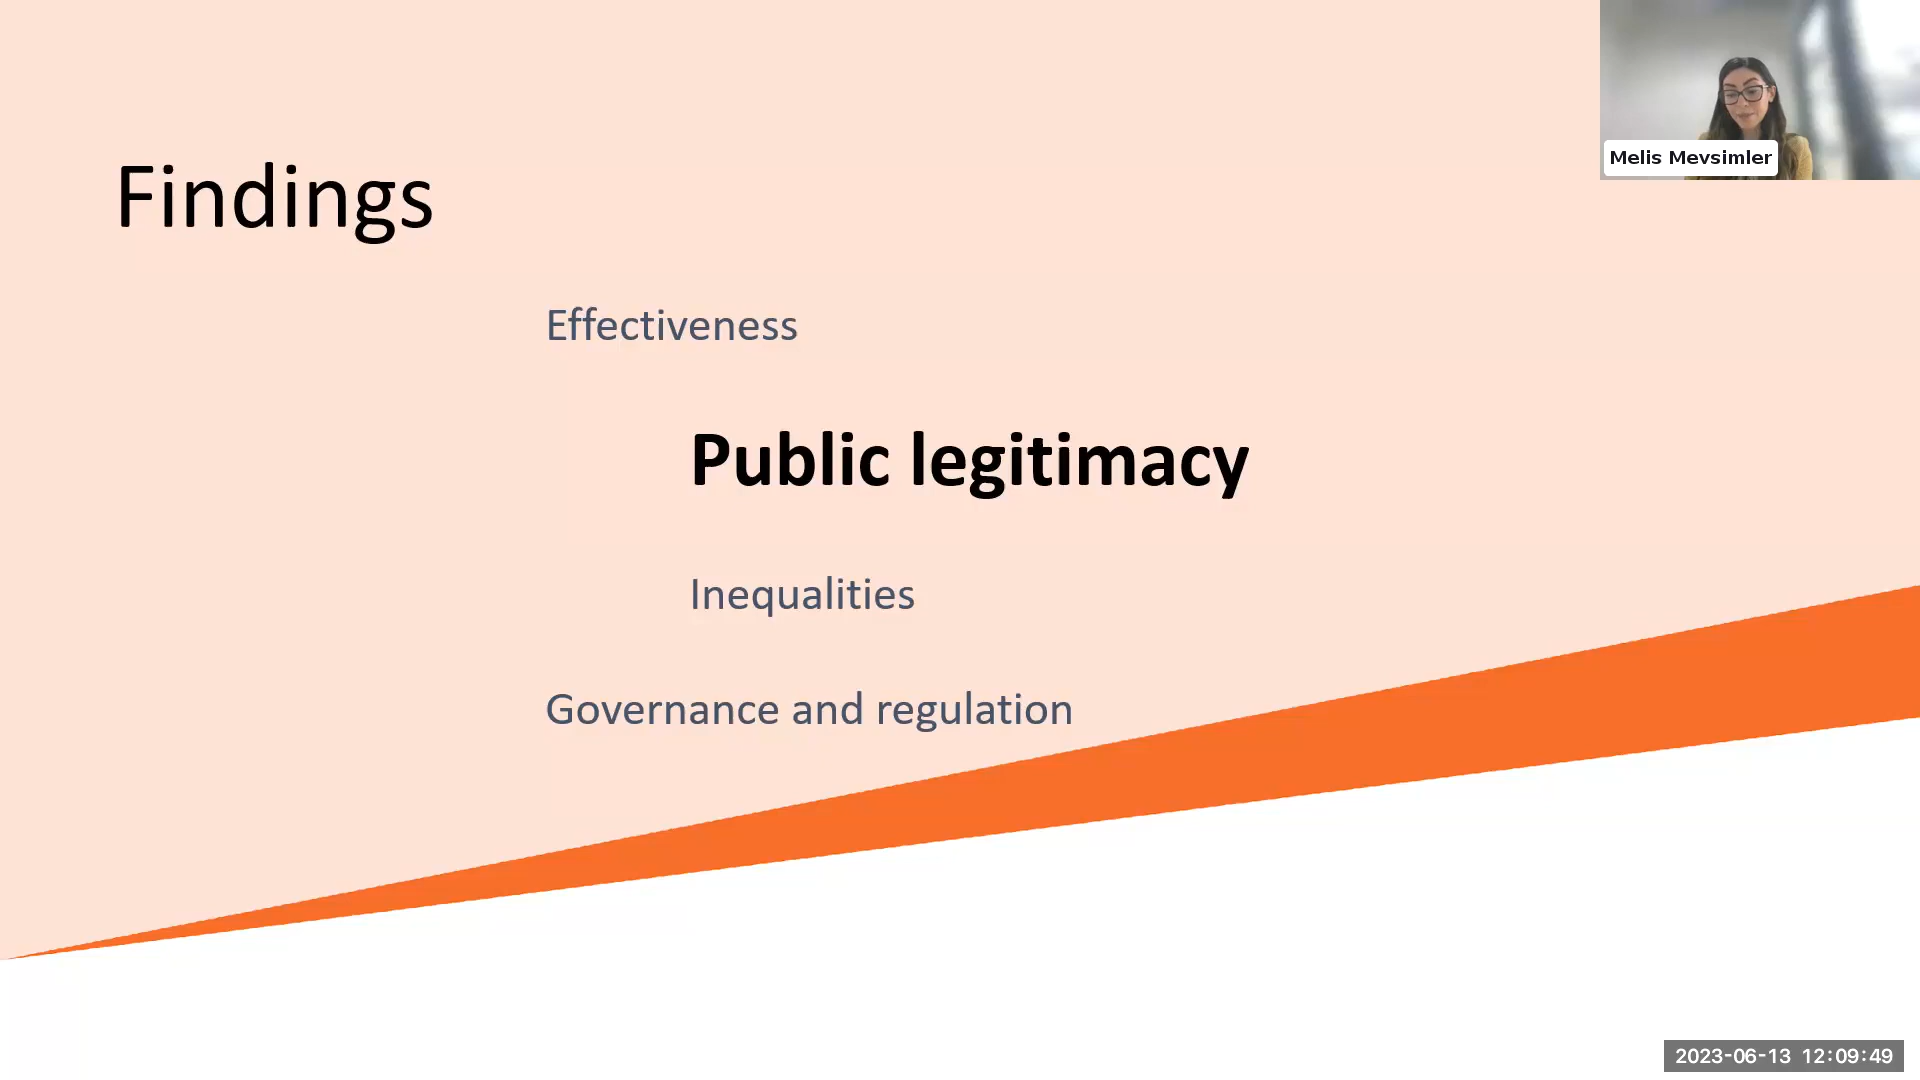 Melis Mevsimler
Findings
Effectiveness
Public legitimacy
Inequalities
Governance and regulation
2023-06-13 12:09:49